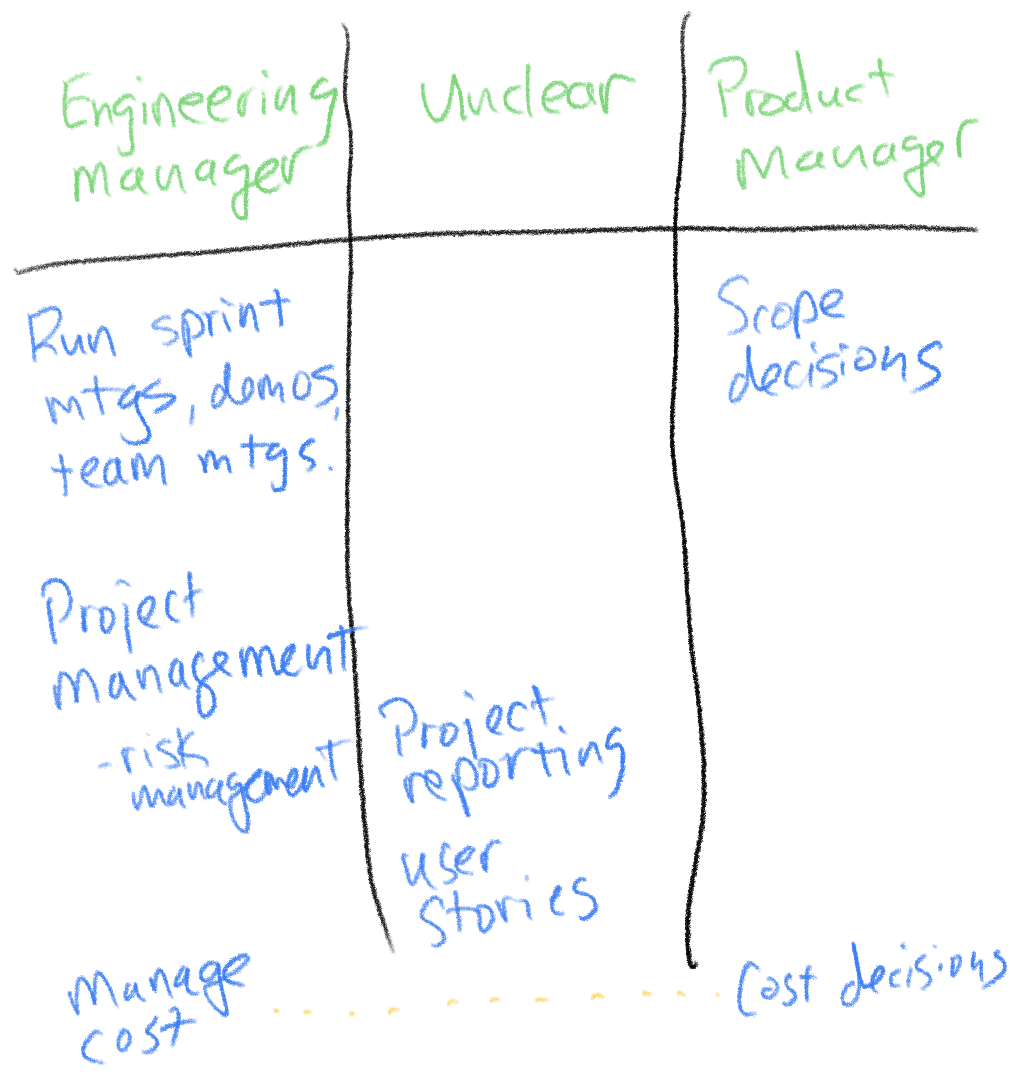 Engineering
manager
Unclear
Product
Manager
Run sprint
mtgs, demos,
team mtgs.
Scope
decisions
Project
management
-risk
management
Project
reporting
user
stories
Manage
cost
Cost decisions